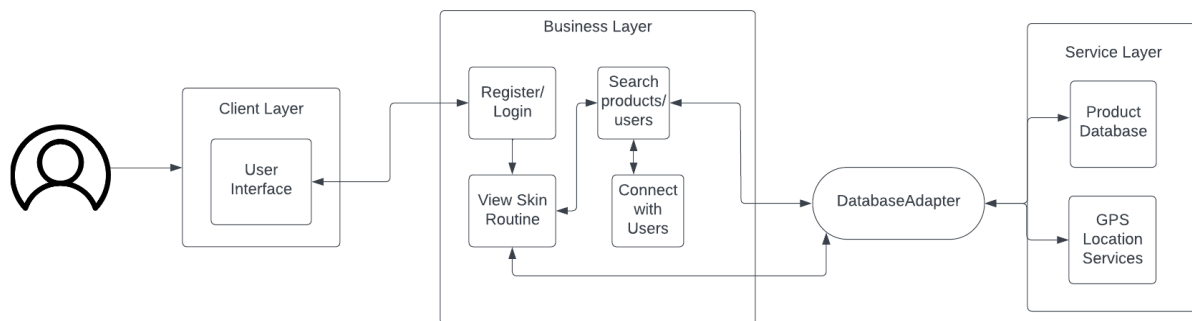 Client Layer
User
Interface
Business Layer
Register/
Login
Search
products/
users
View Skin
Routine
Connect
with
Users
DatabaseAdapter
Service Layer
Product
Database
GPS
Location
Services